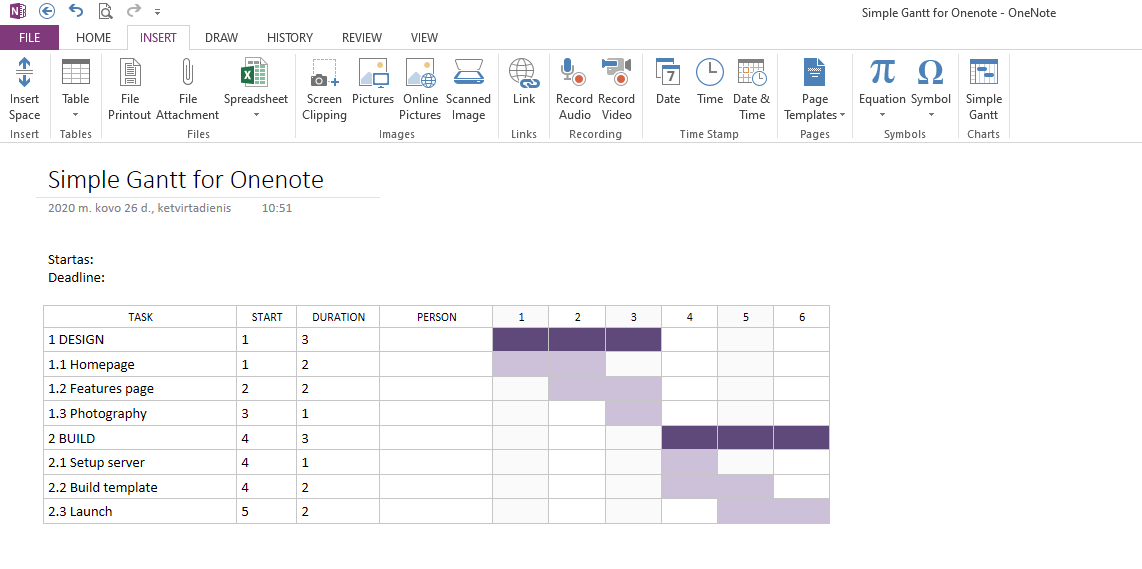 Simple Gantt for Onenote - OneNote
FILE HOME INSERT DRAW HISTORY REVIEW VIEW
Insert Space
Table
File Printout
File Attachment
Spreadsheet
Screen Clipping
Pictures
Online Pictures
Scanned Image
Link
Record Audio
Record Video
Date
Time
Date & Time
Page Templates
Equation
Symbol
Simple Gantt
Insert Tables Files Images Links Recording Time Stamp Pages Symbols Charts
Simple Gantt for Onenote
2020 m. kovo 26 d., ketvirtadienis 10:51
Startas:
Deadline:
TASK START DURATION PERSON 1 2 3 4 5 6
1 DESIGN 1 3
1.1 Homepage 1 2
1.2 Features page 2 2
1.3 Photography 3 1
2 BUILD 4 3
2.1 Setup server 4 1
2.2 Build template 4 2
2.3 Launch 5 2